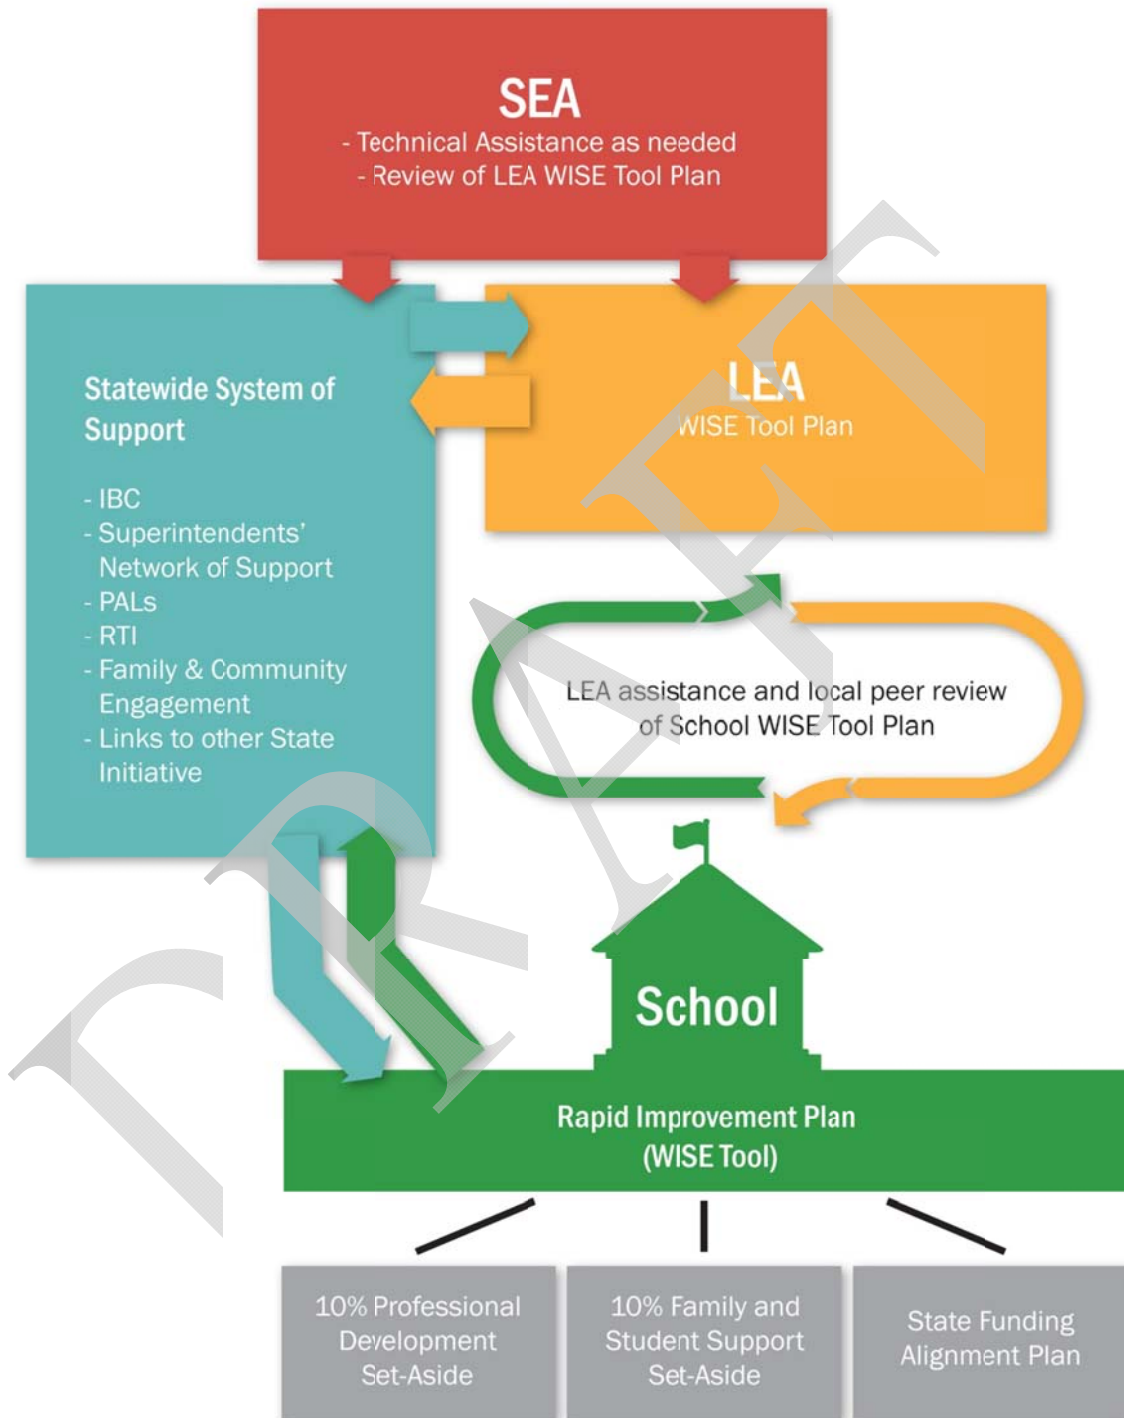 SEA
- Technical Assistance as needed
- Review of LEA WISE Tool Plan
Statewide System of
Support
- IBC
- Superintendents'
Network of Support
- PALs
- RTI
- Family & Community
Engagement
- Links to other State
Initiative
LEA
WISE Tool Plan
LEA assistance and local peer review
of School WISE Tool Plan
School
Rapid Improvement Plan
(WISE Tool)
10% Professional
Development
Set-Aside
10% Family and
Student Support
Set-Aside
State Funding
Alignment Plan
DRAFT